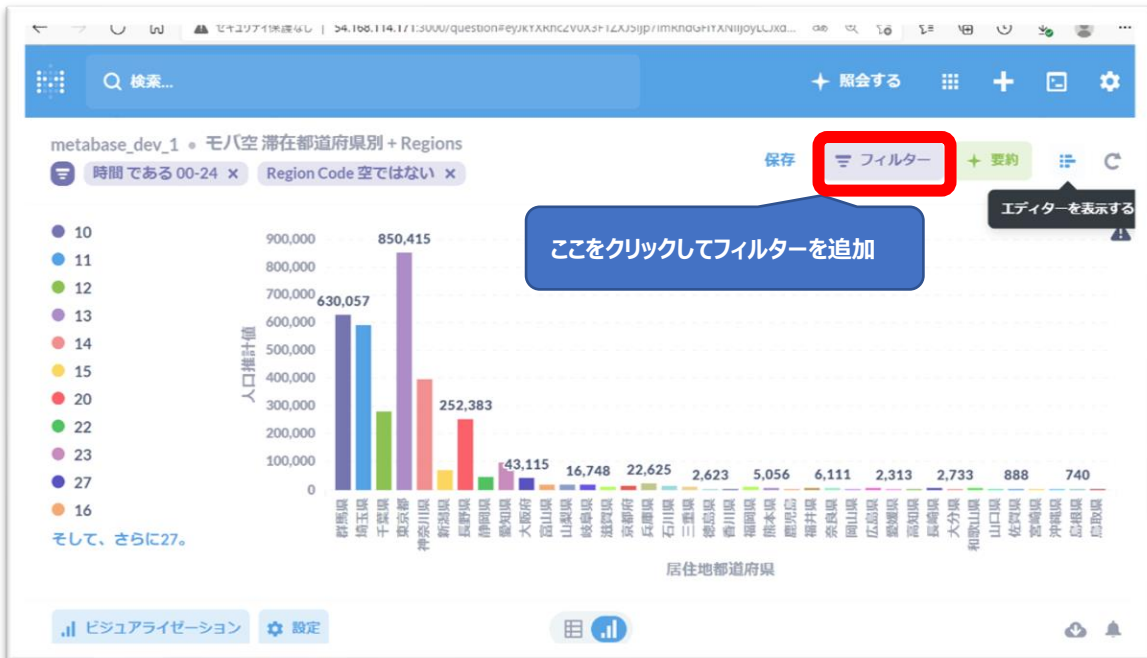 セキュリティ保護なし | 54.168.114.171:3000/question#
検索...
照会する
metabase_dev_1 • モバ空 滞在都道府県別 + Regions
保存
フィルター
要約
時間 である 00-24 ×
Region Code 空ではない ×
エディターを表示する
ここをクリックしてフィルターを追加
10
11
12
13
14
15
20
22
23
27
16
そして、さらに27。
人口推計値
900,000
800,000
700,000
600,000
500,000
400,000
300,000
200,000
100,000
0
630,057
850,415
252,383
43,115
16,748
22,625
2,623
5,056
6,111
2,313
2,733
888
740
群馬県
埼玉県
千葉県
東京都
神奈川県
新潟県
長野県
静岡県
愛知県
大阪府
富山県
山梨県
岐阜県
滋賀県
京都府
兵庫県
石川県
三重県
徳島県
香川県
福岡県
熊本県
鹿児島
福井県
奈良県
岡山県
広島県
愛媛県
高知県
長崎県
大分県
和歌山県
山口県
佐賀県
宮崎県
沖縄県
島根県
鳥取県
居住地都道府県
ビジュアライゼーション
設定